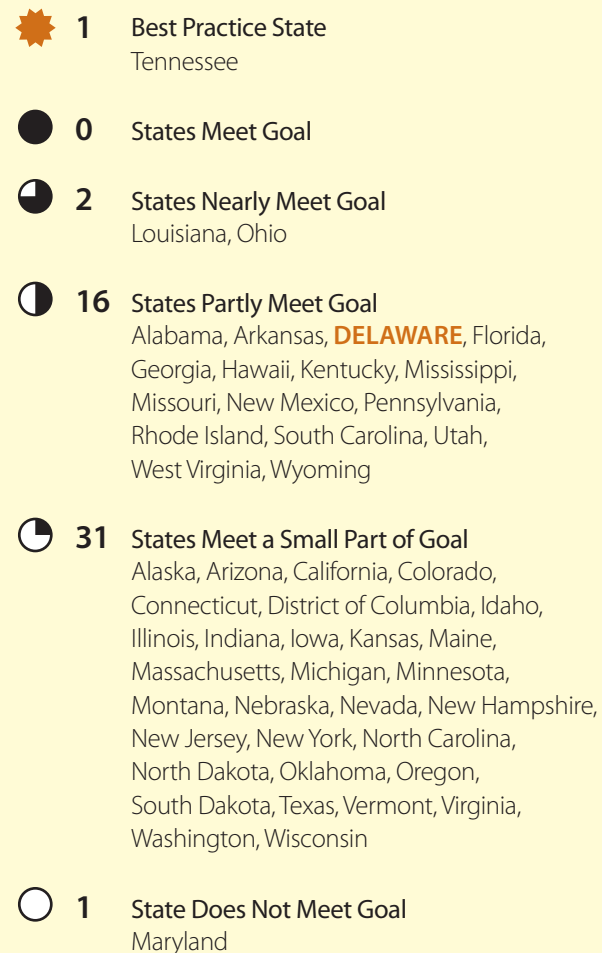 1 Best Practice State
Tennessee
0 States Meet Goal
2 States Nearly Meet Goal
Louisiana, Ohio
16 States Partly Meet Goal
Alabama, Arkansas, DELAWARE, Florida,
Georgia, Hawaii, Kentucky, Mississippi,
Missouri, New Mexico, Pennsylvania,
Rhode Island, South Carolina, Utah,
West Virginia, Wyoming
31 States Meet a Small Part of Goal
Alaska, Arizona, California, Colorado,
Connecticut, District of Columbia, Idaho,
Illinois, Indiana, Iowa, Kansas, Maine,
Massachusetts, Michigan, Minnesota,
Montana, Nebraska, Nevada, New Hampshire,
New Jersey, New York, North Carolina,
North Dakota, Oklahoma, Oregon,
South Dakota, Texas, Vermont, Virginia,
Washington, Wisconsin
1 State Does Not Meet Goal
Maryland